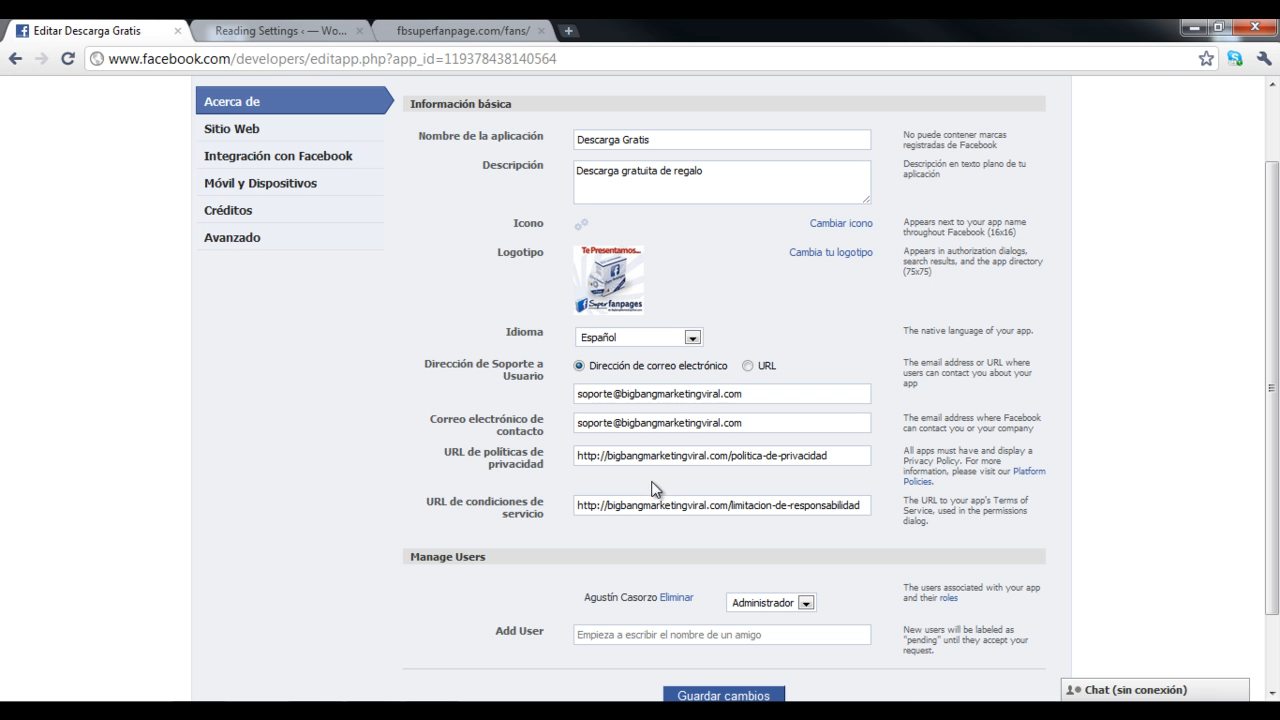 Editar Descarga Gratis
Reading Settings ‹ — Wo...
fbsuperfanpage.com/fans/
www.facebook.com/developers/editapp.php?app_id=119378438140564
Acerca de
Sitio Web
Integración con Facebook
Móvil y Dispositivos
Créditos
Avanzado
Información básica
Nombre de la aplicación
Descarga Gratis
No puede contener marcas
registradas de Facebook
Descripción
Descarga gratuita de regalo
Descripción en texto plano de tu
aplicación
Icono
Cambiar icono
Appears next to your app name
throughout Facebook (16x16)
Logotipo
Te Presentamos...
Superfanpages
Cambia tu logotipo
Appears in authorization dialogs,
search results, and the app directory
(75x75)
Idioma
Español
The native language of your app.
Dirección de Soporte a
Usuario
Dirección de correo electrónico
URL
soporte@bigbangmarketingviral.com
The email address or URL where
users can contact you about your
app
Correo electrónico de
contacto
soporte@bigbangmarketingviral.com
The email address where Facebook
can contact you or your company
URL de políticas de
privacidad
http://bigbangmarketingviral.com/politica-de-privacidad
All apps must have and display a
Privacy Policy. For more
information, please visit our Platform
Policies.
URL de condiciones de
servicio
http://bigbangmarketingviral.com/limitacion-de-responsabilidad
The URL to your app's Terms of
Service, used in the permissions
dialog.
Manage Users
Agustín Casorzo Eliminar
Administrador
The users associated with your app
and their roles
Add User
Empieza a escribir el nombre de un amigo
New users will be labeled as
"pending" until they accept your
request.
Guardar cambios
Chat (sin conexión)